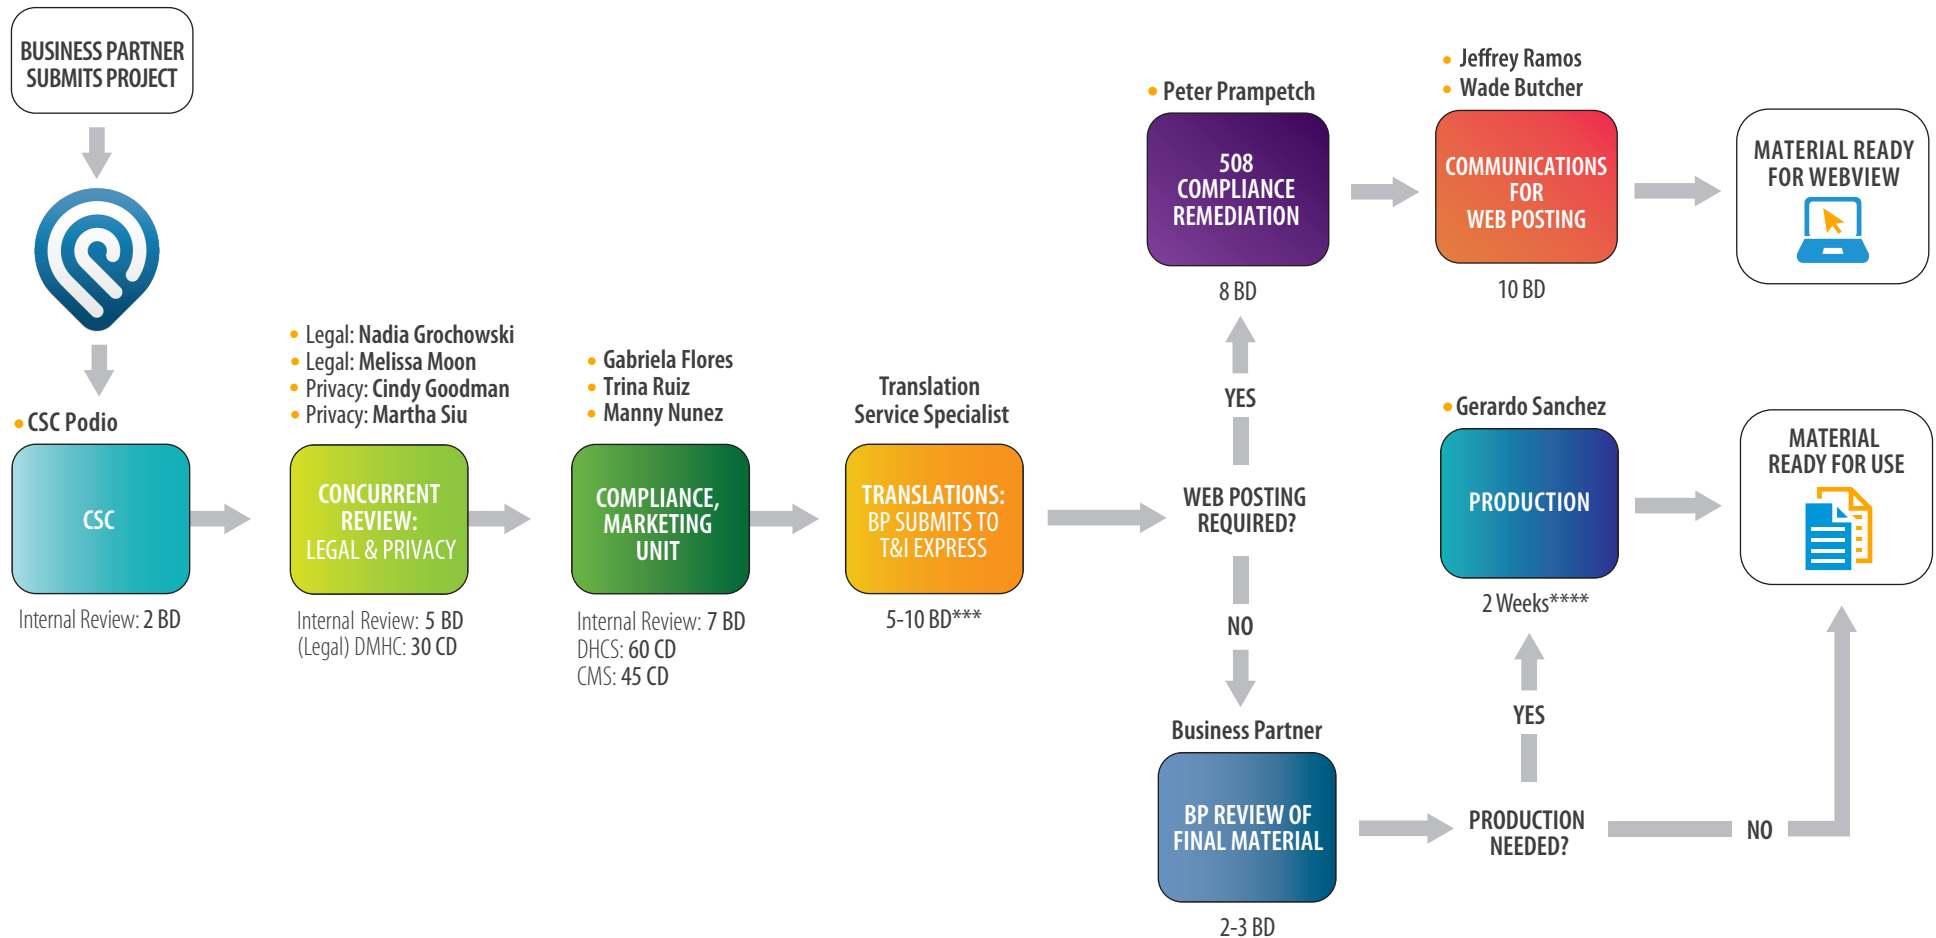 BUSINESS PARTNER
SUBMITS PROJECT
• CSC Podio
CSC
Internal Review: 2 BD
• Legal: Nadia Grochowski
• Legal: Melissa Moon
• Privacy: Cindy Goodman
• Privacy: Martha Siu
CONCURRENT
REVIEW:
LEGAL & PRIVACY
Internal Review: 5 BD
(Legal) DMHC: 30 CD
• Gabriela Flores
• Trina Ruiz
• Manny Nunez
COMPLIANCE,
MARKETING
UNIT
Internal Review: 7 BD
DHCS: 60 CD
CMS: 45 CD
Translation
Service Specialist
TRANSLATIONS:
BP SUBMITS TO
T&I EXPRESS
5-10 BD***
WEB POSTING
REQUIRED?
YES
• Peter Prampetch
508
COMPLIANCE
REMEDIATION
8 BD
• Jeffrey Ramos
• Wade Butcher
COMMUNICATIONS
FOR
WEB POSTING
10 BD
MATERIAL READY
FOR WEBVIEW
NO
Business Partner
BP REVIEW OF
FINAL MATERIAL
2-3 BD
PRODUCTION
NEEDED?
YES
• Gerardo Sanchez
PRODUCTION
2 Weeks****
NO
MATERIAL
READY FOR USE